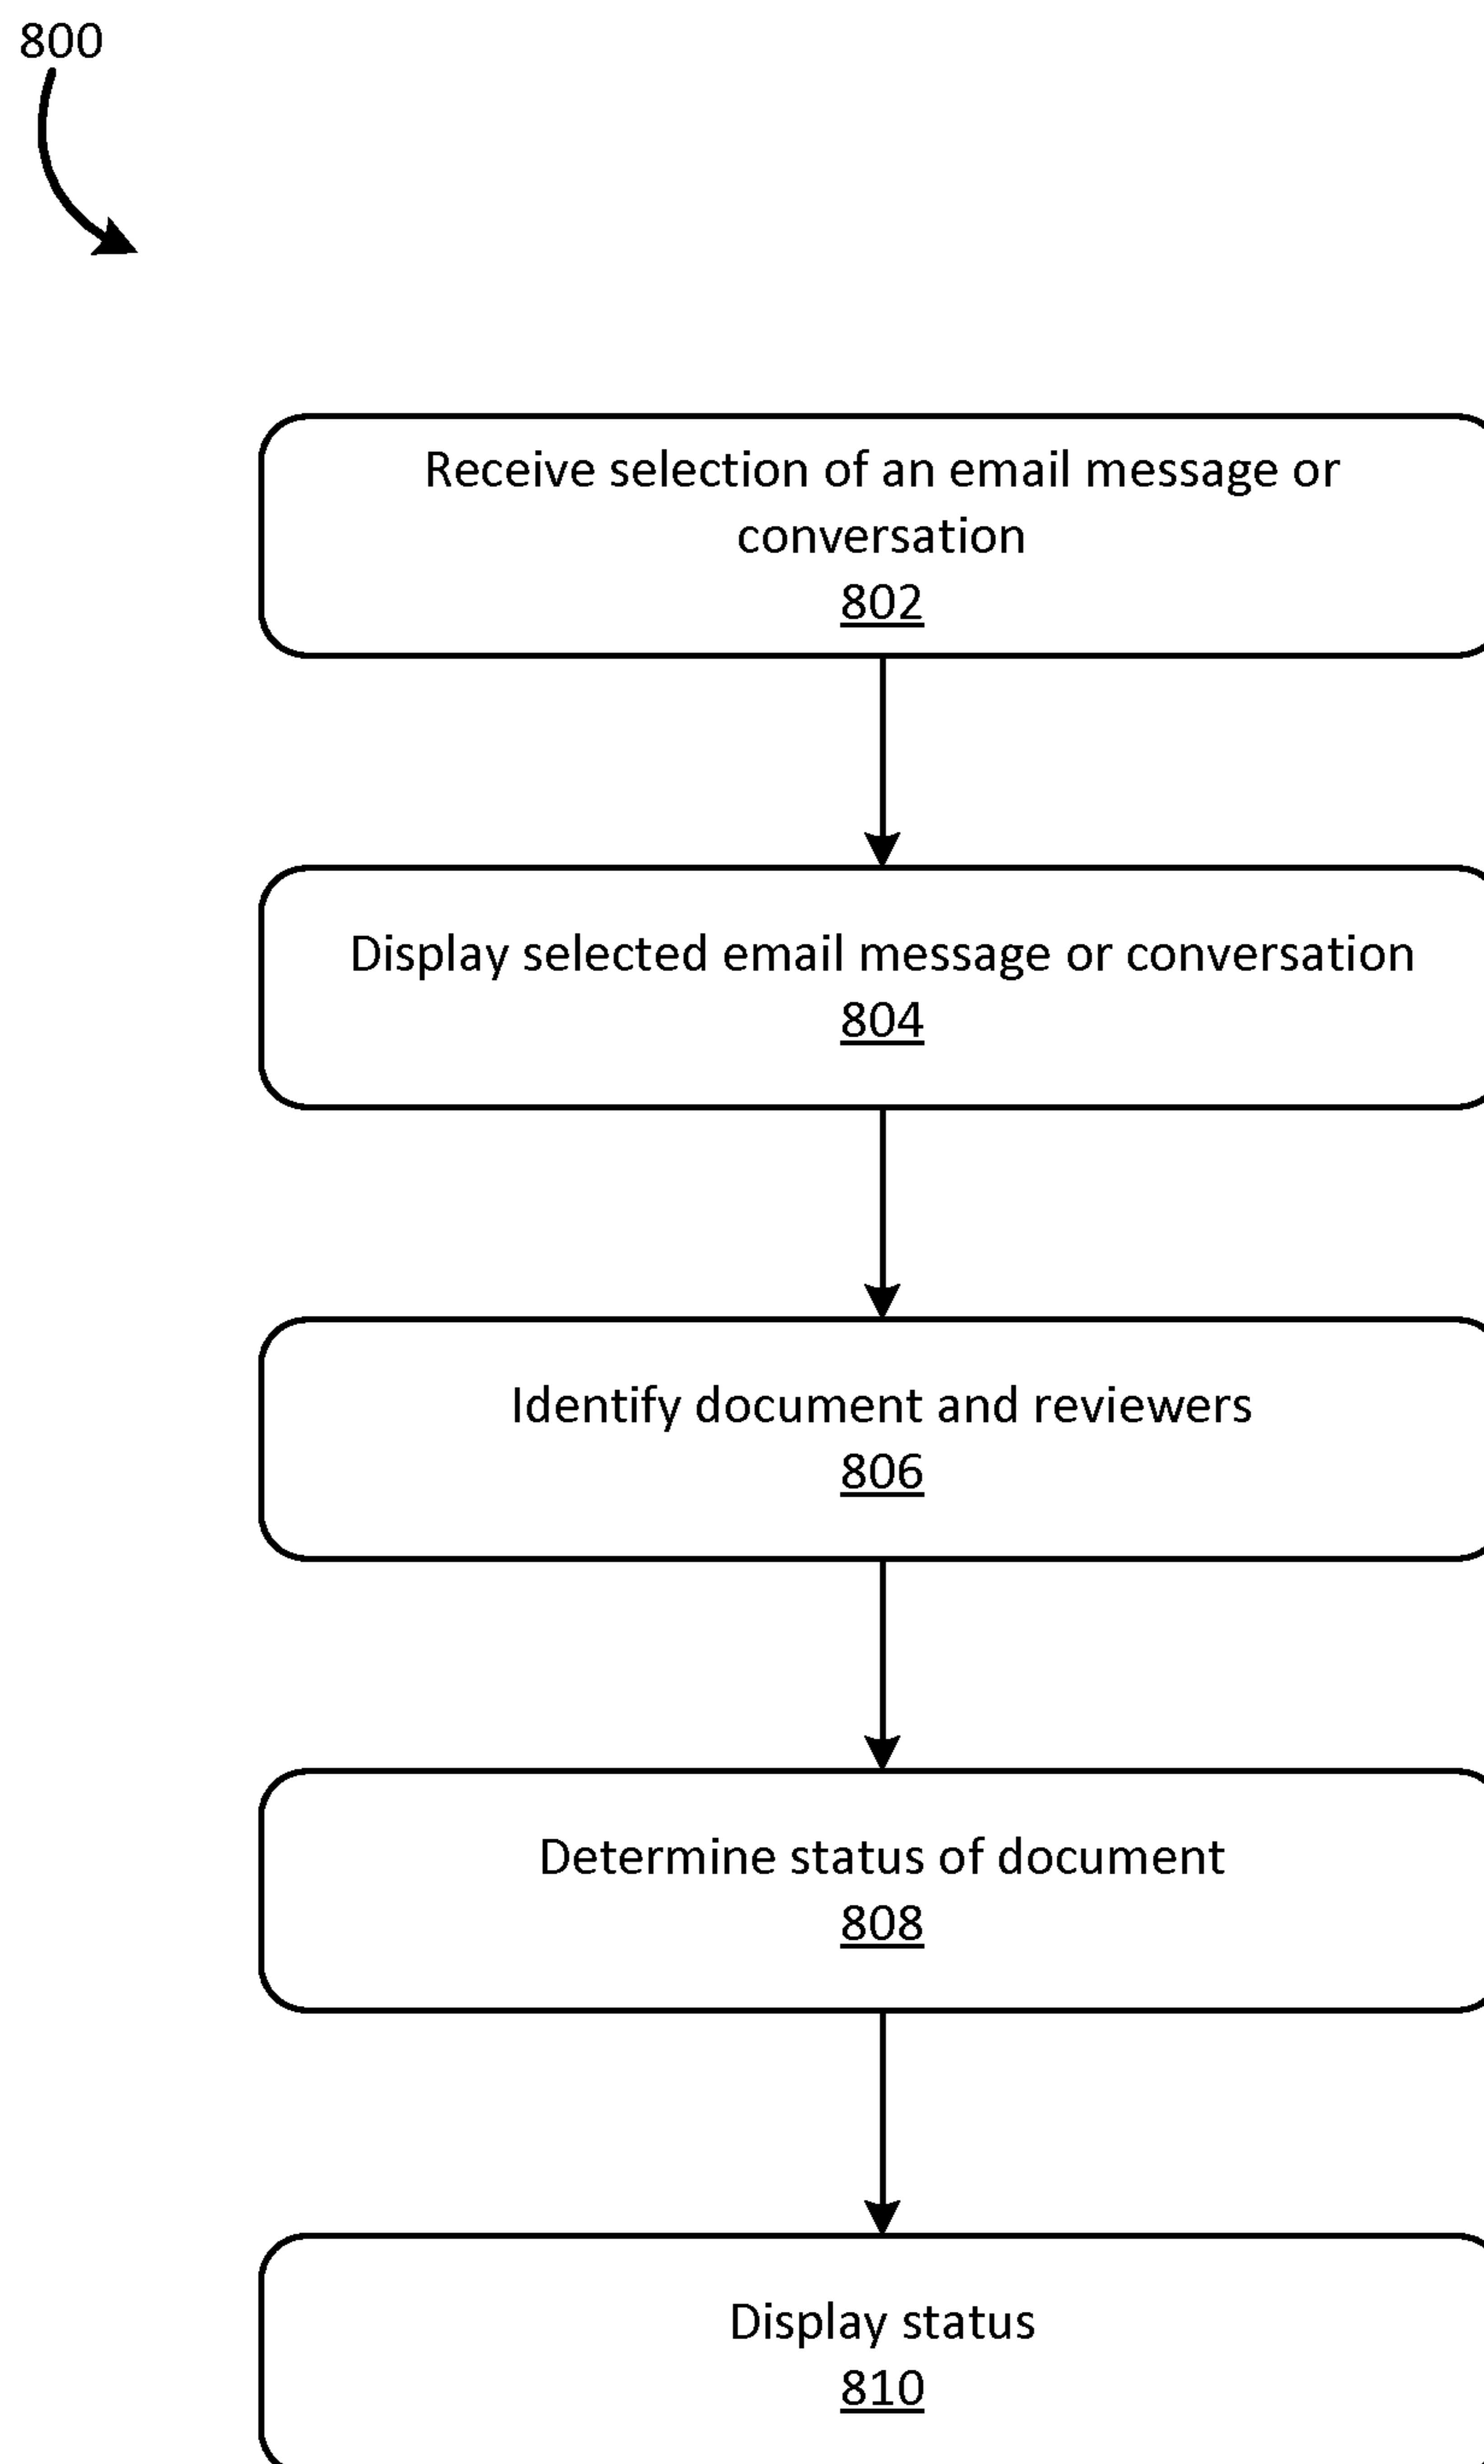 800
Receive selection of an email message or
conversation
802
Display selected email message or conversation
804
Identify document and reviewers
806
Determine status of document
808
Display status
810